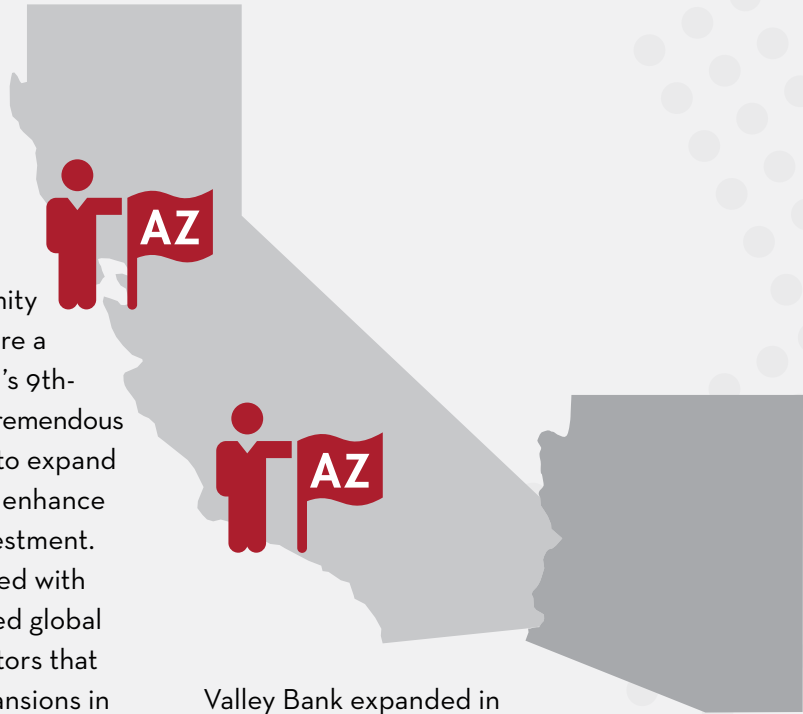 AZ
AZ
re a
's 9th-
remendous
to expand
enhance
estment.
ed with
ed global
tors that
ansions in
Valley Bank expanded in